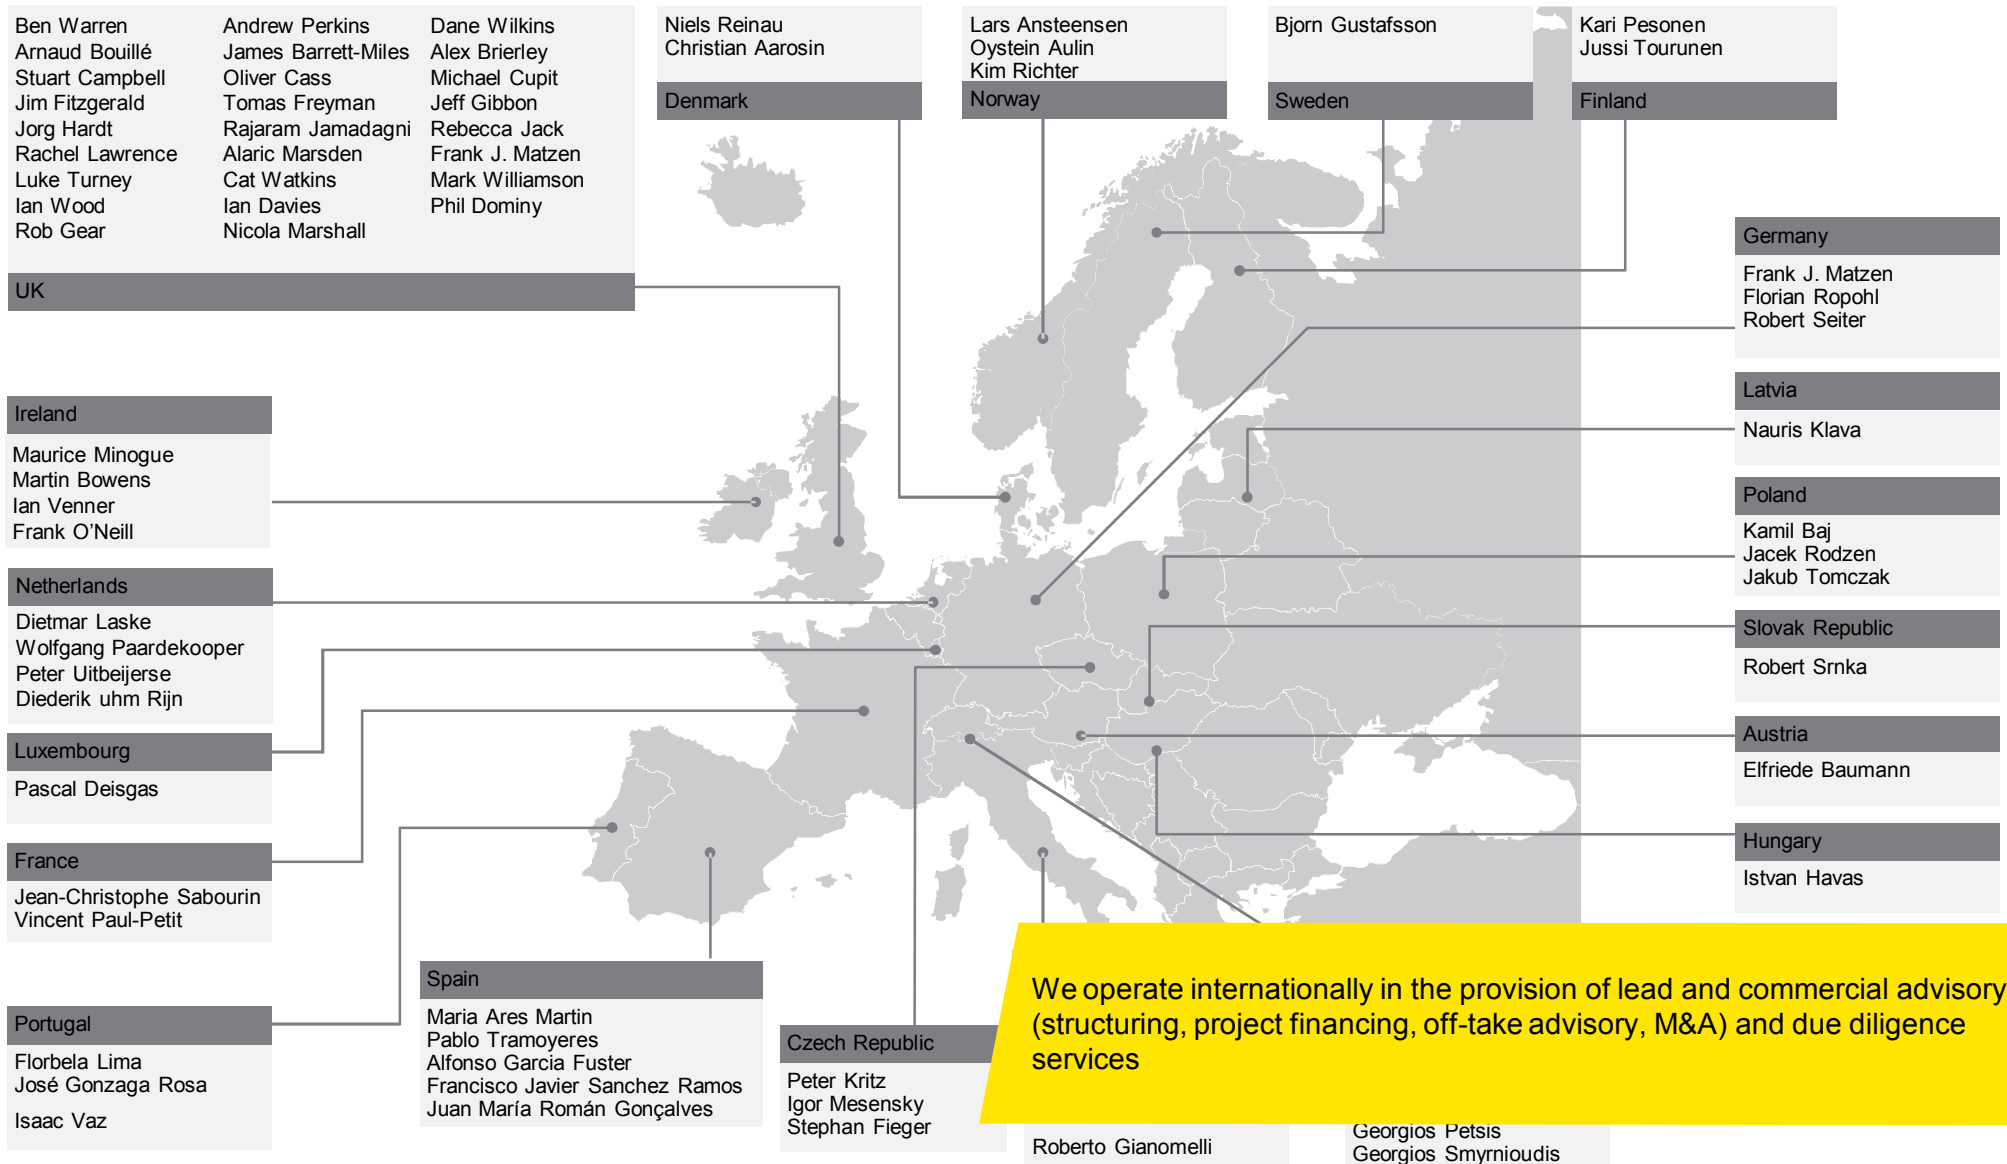 Ben Warren
Arnaud Bouillé
Stuart Campbell
Jim Fitzgerald
Jorg Hardt
Rachel Lawrence
Luke Turney
Ian Wood
Rob Gear
Andrew Perkins
James Barrett-Miles
Oliver Cass
Tomas Freyman
Rajaram Jamadagni
Alaric Marsden
Cat Watkins
Ian Davies
Nicola Marshall
Dane Wilkins
Alex Brierley
Michael Cupit
Jeff Gibbon
Rebecca Jack
Frank J. Matzen
Mark Williamson
Phil Dominy
UK
Niels Reinau
Christian Aarosin
Denmark
Lars Ansteensen
Oystein Aulin
Kim Richter
Norway
Bjorn Gustafsson
Sweden
Kari Pesonen
Jussi Tourunen
Finland
Germany
Frank J. Matzen
Florian Ropohl
Robert Seiter
Latvia
Nauris Klava
Poland
Kamil Baj
Jacek Rodzen
Jakub Tomczak
Slovak Republic
Robert Srnka
Austria
Elfriede Baumann
Hungary
Istvan Havas
Ireland
Maurice Minogue
Martin Bowens
Ian Venner
Frank O’Neill
Netherlands
Dietmar Laske
Wolfgang Paardekooper
Peter Uitbeijerse
Diederik uhm Rijn
Luxembourg
Pascal Deisgas
France
Jean-Christophe Sabourin
Vincent Paul-Petit
Portugal
Florbela Lima
José Gonzaga Rosa
Isaac Vaz
Spain
Maria Ares Martin
Pablo Tramoyeres
Alfonso Garcia Fuster
Francisco Javier Sanchez Ramos
Juan María Román Gonçalves
Czech Republic
Peter Kritz
Igor Mesensky
Stephan Fieger
We operate internationally in the provision of lead and commercial advisory
(structuring, project financing, off-take advisory, M&A) and due diligence
services
Roberto Gianomelli
Georgios Petsis
Georgios Smyrnioudis